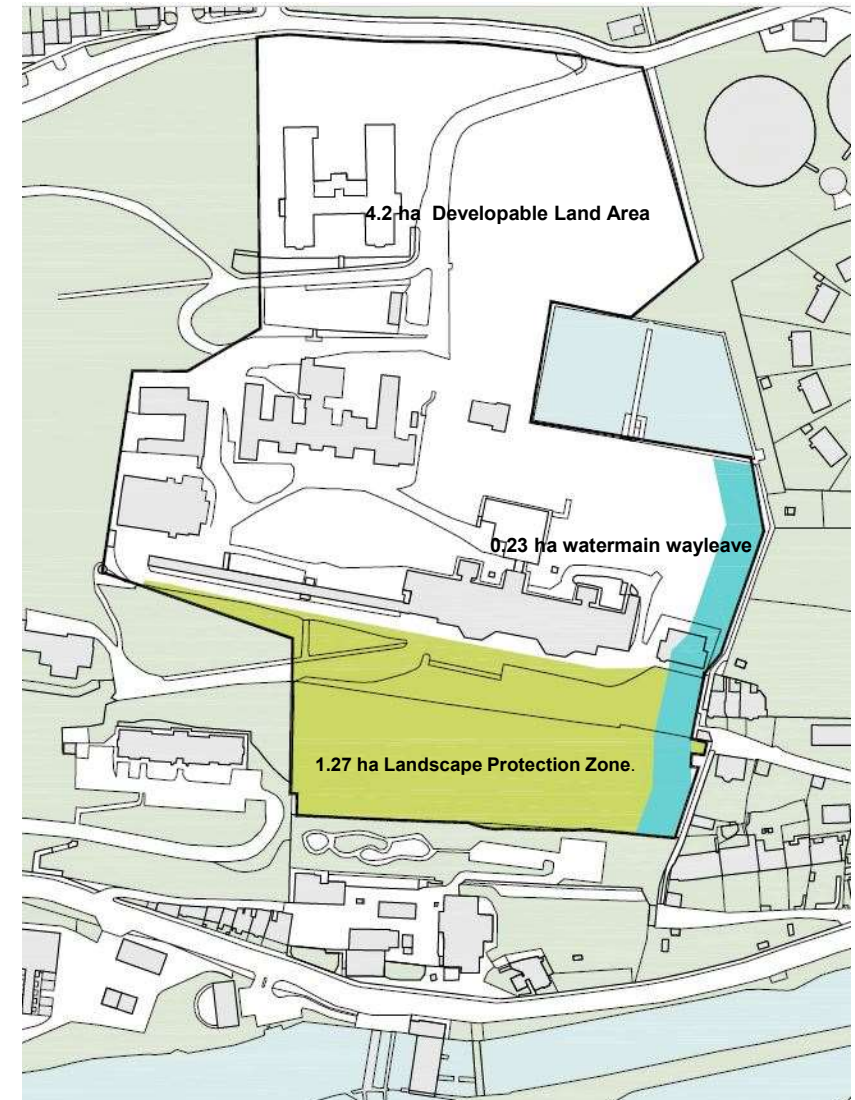 4.2 ha Developable Land Area
0.23 ha watermain wayleave
1.27 ha Landscape Protection Zone.